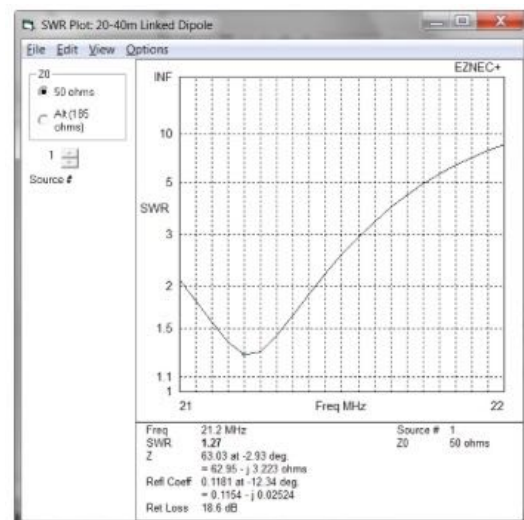 SWR Plot: 20-40m Linked Dipole
File Edit View Options
Z0
50 ohms
Alt (185
ohms)
1
Source #
EZNEC+
INF
10
5
SWR
3
2
1.5
1.1
1
21 Freq MHz 22
Freq 21.2 MHz Source # 1
SWR 1.27 Z0 50 ohms
Z 63.03 at -2.93 deg.
= 62.95 - j 3.223 ohms
Refl Coeff 0.1181 at -12.34 deg.
= 0.1154 - j 0.02524
Ret Loss 18.6 dB